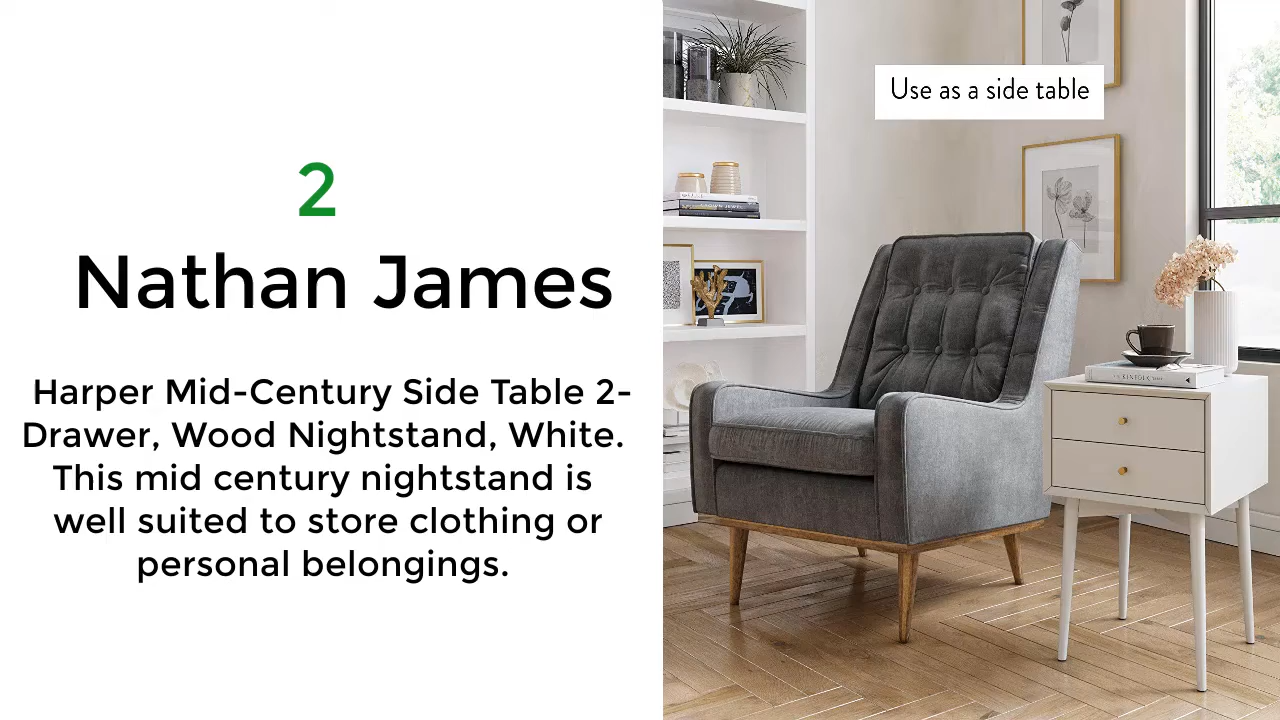 2
Nathan James
Harper Mid-Century Side Table 2-
Drawer, Wood Nightstand, White.
This mid century nightstand is
well suited to store clothing or
personal belongings.
Use as a side table